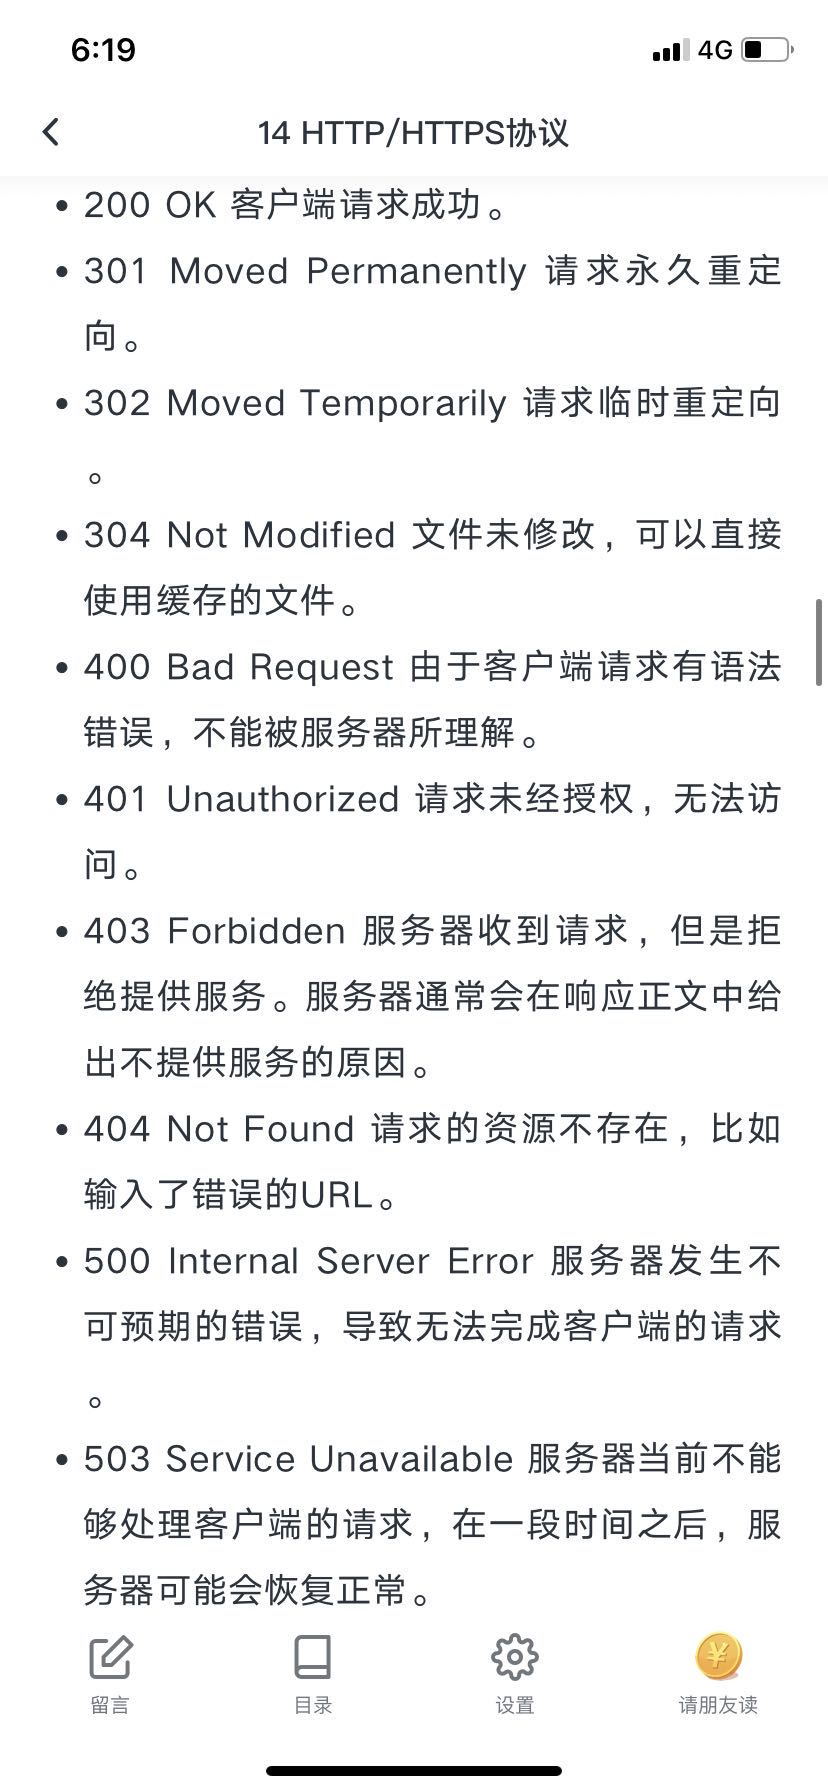 6:19
4G
14 HTTP/HTTPS协议
• 200 OK 客户端请求成功。
• 301 Moved Permanently 请求永久重定
向。
• 302 Moved Temporarily 请求临时重定向
。
• 304 Not Modified 文件未修改，可以直接
使用缓存的文件。
• 400 Bad Request 由于客户端请求有语法
错误，不能被服务器所理解。
• 401 Unauthorized 请求未经授权，无法访
问。
• 403 Forbidden 服务器收到请求，但是拒
绝提供服务。服务器通常会在响应正文中给
出不提供服务的原因。
• 404 Not Found 请求的资源不存在，比如
输入了错误的URL。
• 500 Internal Server Error 服务器发生不
可预期的错误，导致无法完成客户端的请求
。
• 503 Service Unavailable 服务器当前不能
够处理客户端的请求，在一段时间之后，服
务器可能会恢复正常。
¥
留言
目录
设置
请朋友读